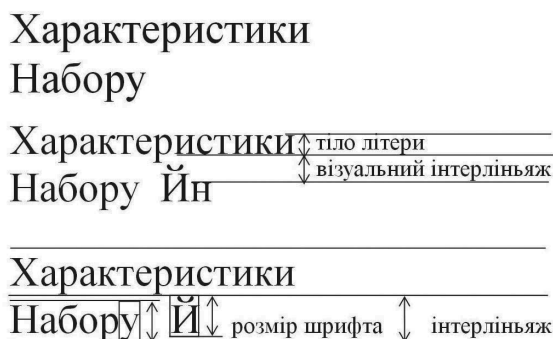 Характеристики
Набору
Характеристики тіло літери
візуальний інтерліньяж
Набору Йн
Характеристики
Набору Й розмір шрифта інтерліньяж